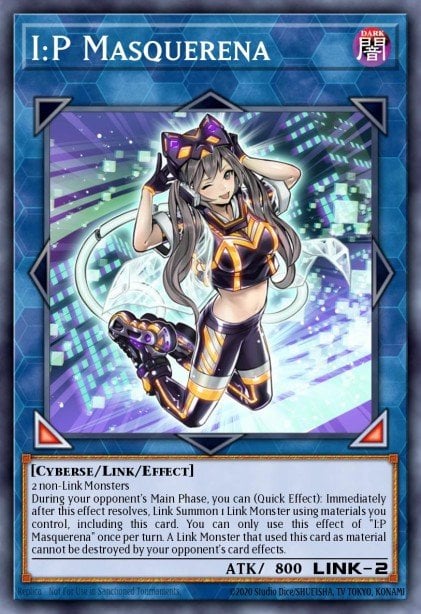 I:P Masquerena
DARK
闇
[Cyberse/Link/Effect]
2 non-Link Monsters
During your opponent's Main Phase, you can (Quick Effect): Immediately
after this effect resolves, Link Summon 1 Link Monster using materials you
control, including this card. You can only use this effect of "I:P
Masquerena" once per turn. A Link Monster that used this card as material
cannot be destroyed by your opponent's card effects.
ATK/ 800 LINK-2
Replica - Not For Use in Sanctioned Tornaments ©2020 Studio Dice/SHUEISHA, TV TOKYO, KONAMI